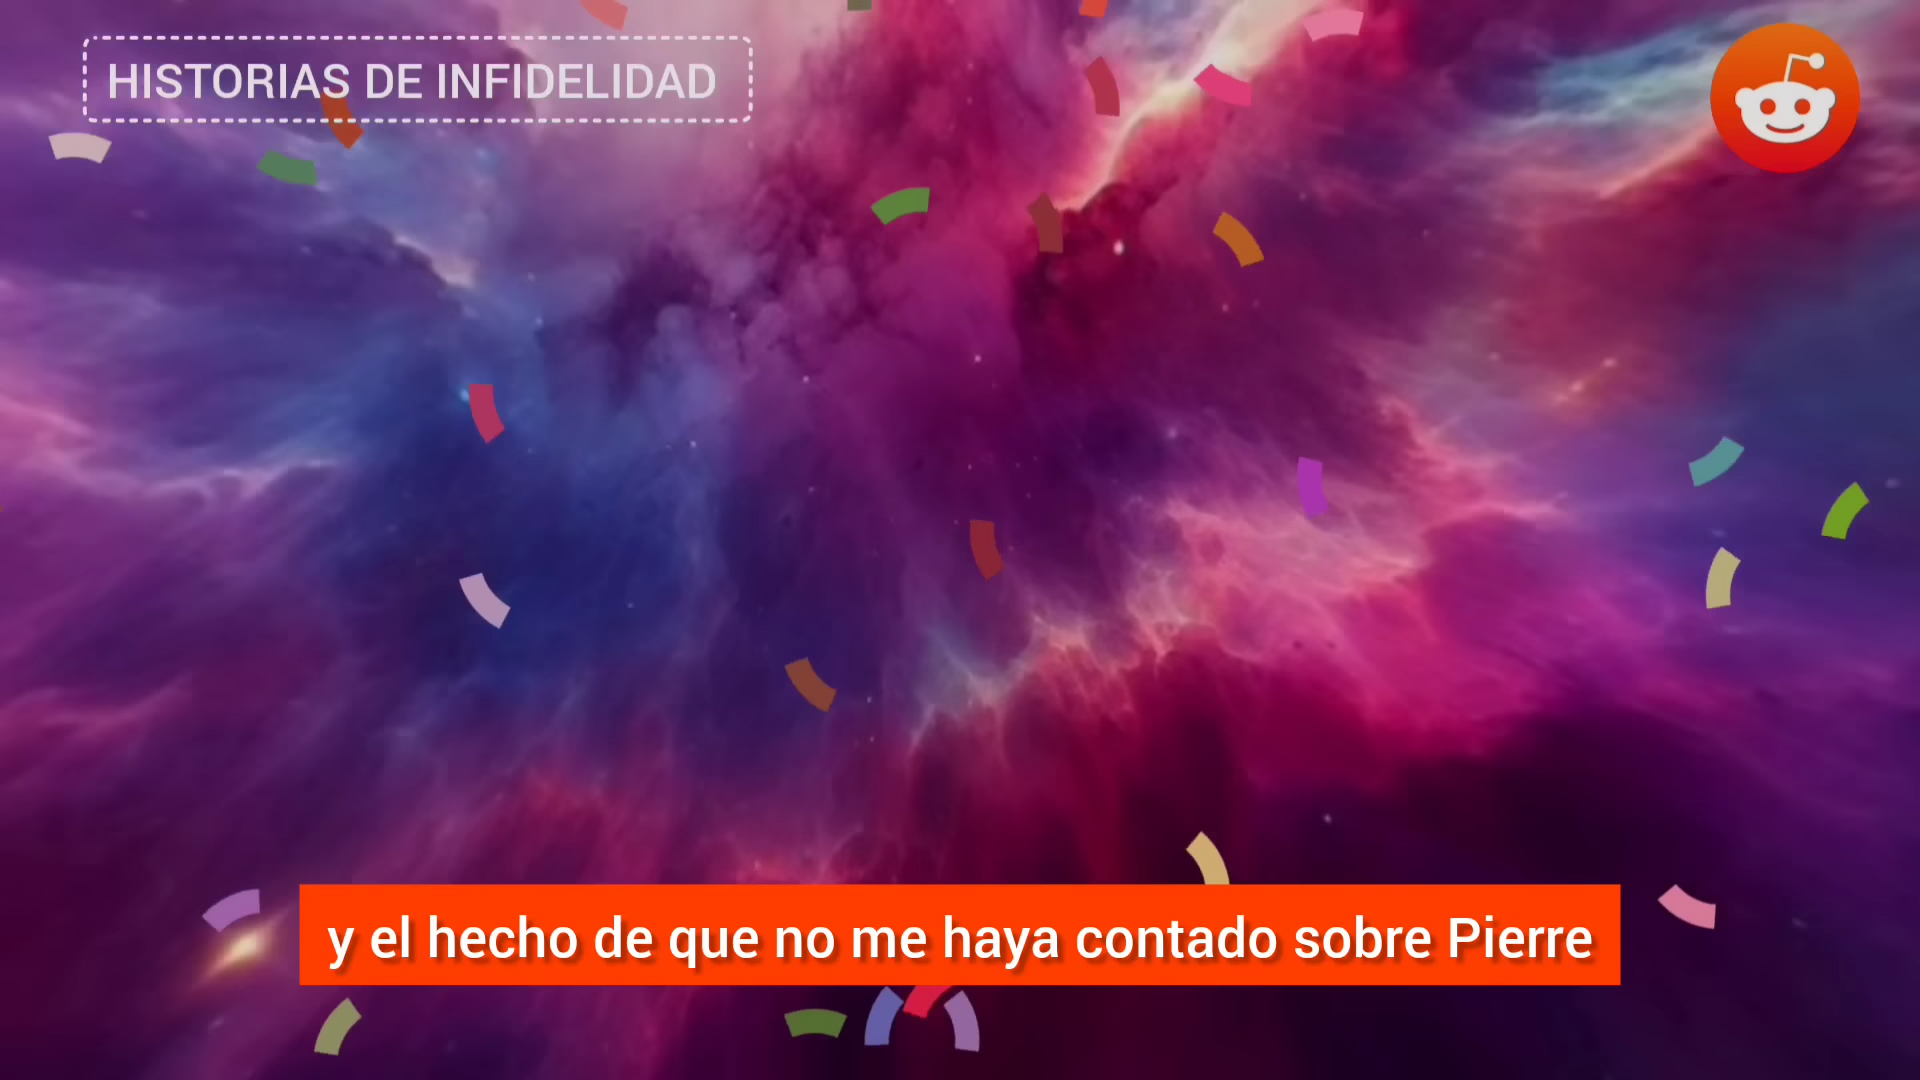 HISTORIAS DE INFIDELIDAD
y el hecho de que no me haya contado sobre Pierre